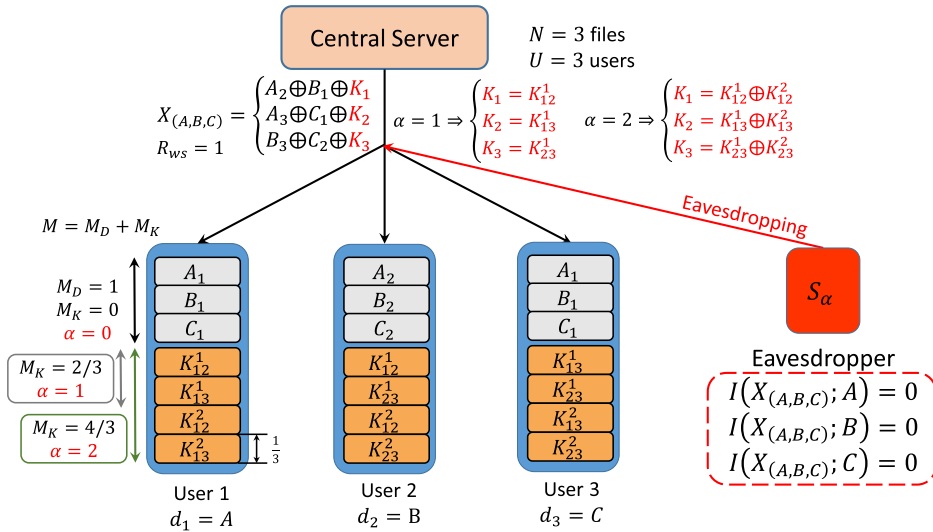 Central Server
N = 3 files
U = 3 users
X_(A,B,C) = { A_2⊕B_1⊕K_1
A_3⊕C_1⊕K_2
B_3⊕C_2⊕K_3
R_ws = 1
α = 1 ⇒ { K_1 = K_12^1
K_2 = K_13^1
K_3 = K_23^1
α = 2 ⇒ { K_1 = K_12^1⊕K_12^2
K_2 = K_13^1⊕K_13^2
K_3 = K_23^1⊕K_23^2
Eavesdropping
M = M_D + M_K
M_D = 1
M_K = 0
α = 0
M_K = 2/3
α = 1
M_K = 4/3
α = 2
A_1
B_1
C_1
K_12^1
K_13^1
K_12^2
K_13^2
1/3
User 1
d_1 = A
A_2
B_2
C_2
K_12^1
K_23^1
K_12^2
K_23^2
User 2
d_2 = B
A_1
B_1
C_1
K_13^1
K_23^1
K_13^2
K_23^2
User 3
d_3 = C
S_α
Eavesdropper
I(X_(A,B,C); A) = 0
I(X_(A,B,C); B) = 0
I(X_(A,B,C); C) = 0